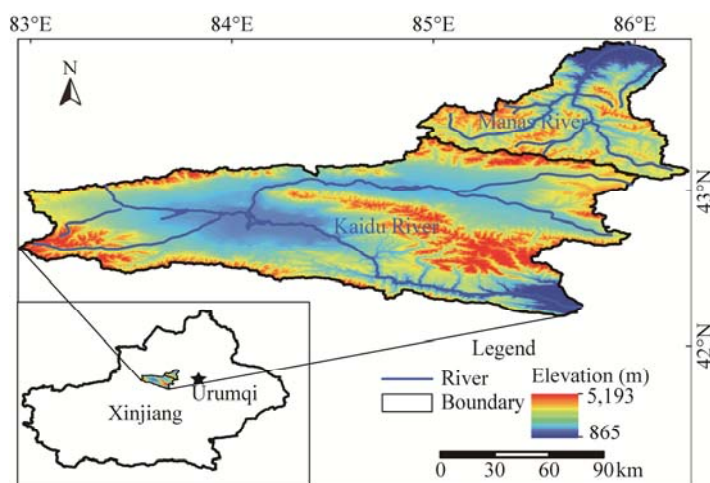 83°E 84°E 85°E 86°E
N
Manas River
43°N
Kaidu River
42°N
Legend
River
Boundary
Elevation (m)
5,193
865
Xinjiang
Urumqi
0 30 60 90 km